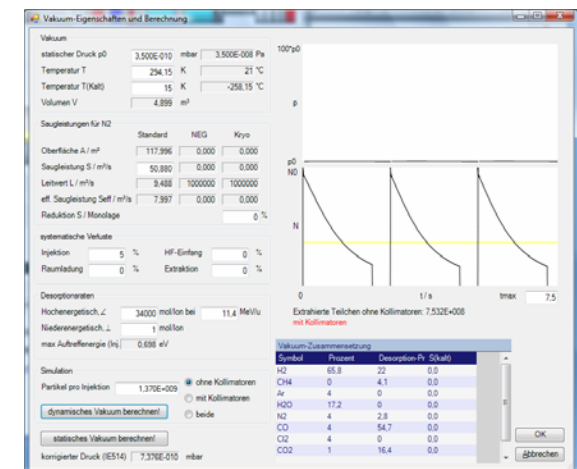 Vakuum-Eigenschaften und Berechnung
Vakuum
statischer Druck p0 3,500E-010 mbar 3,500E-008 Pa
Temperatur T 294,15 K 21 °C
Temperatur T(Kalt) 15 K -258,15 °C
Volumen V 4,899 m³
Saugleistungen für N2
Standard NEG Kryo
Oberfläche A / m² 117,996 0,000 0,000
Saugleistung S / m³/s 50,880 0,000 0,000
Leitwert L / m³/s 9,488 1000000 1000000
eff. Saugleistung Seff / m³/s 7,997 0,000 0,000
Reduktion S / Monolage 0 %
systematische Verluste
Injektion 5 % HF-Einfang 0 %
Raumladung 0 % Extraktion 0 %
Desorptionsraten
Hochenergetisch,∠ 34000 mol/Ion bei 11,4 MeV/u
Niederenergetisch,⊥ 1 mol/Ion
max Auftreffenergie (Inj.) 0,698 eV
Simulation
Partikel pro Injektion 1,370E+009
ohne Kollimatoren
mit Kollimatoren
beide
dynamisches Vakuum berechnen!
statisches Vakuum berechnen!
korrigierter Druck (IE514) 7,376E-010 mbar
100*p0
p
p0
N0
N
0 t / s tmax 7,5
Extrahierte Teilchen ohne Kollimatoren: 7,532E+008
mit Kollimatoren
Vakuum-Zusammensetzung
Symbol Prozent Desorption-Pr S(kalt)
H2 65,8 22 0,0
CH4 0 4,1 0,0
Ar 4 0 0,0
H2O 17,2 0 0,0
N2 4 2,8 0,0
CO 4 54,7 0,0
Cl2 4 0 0,0
CO2 1 16,4 0,0
OK
Abbrechen